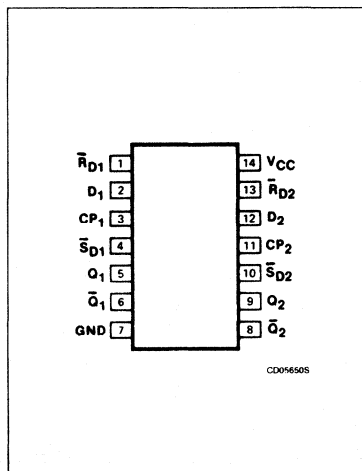 R̅D1 1 14 VCC
D1 2 13 R̅D2
CP1 3 12 D2
S̅D1 4 11 CP2
Q1 5 10 S̅D2
Q̅1 6 9 Q2
GND 7 8 Q̅2
CD05650S